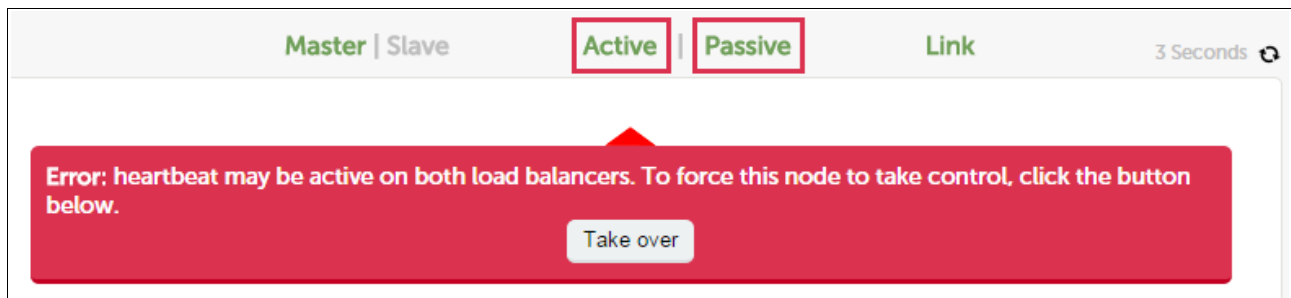 Master | Slave Active | Passive Link 3 Seconds
Error: heartbeat may be active on both load balancers. To force this node to take control, click the button
below.
Take over